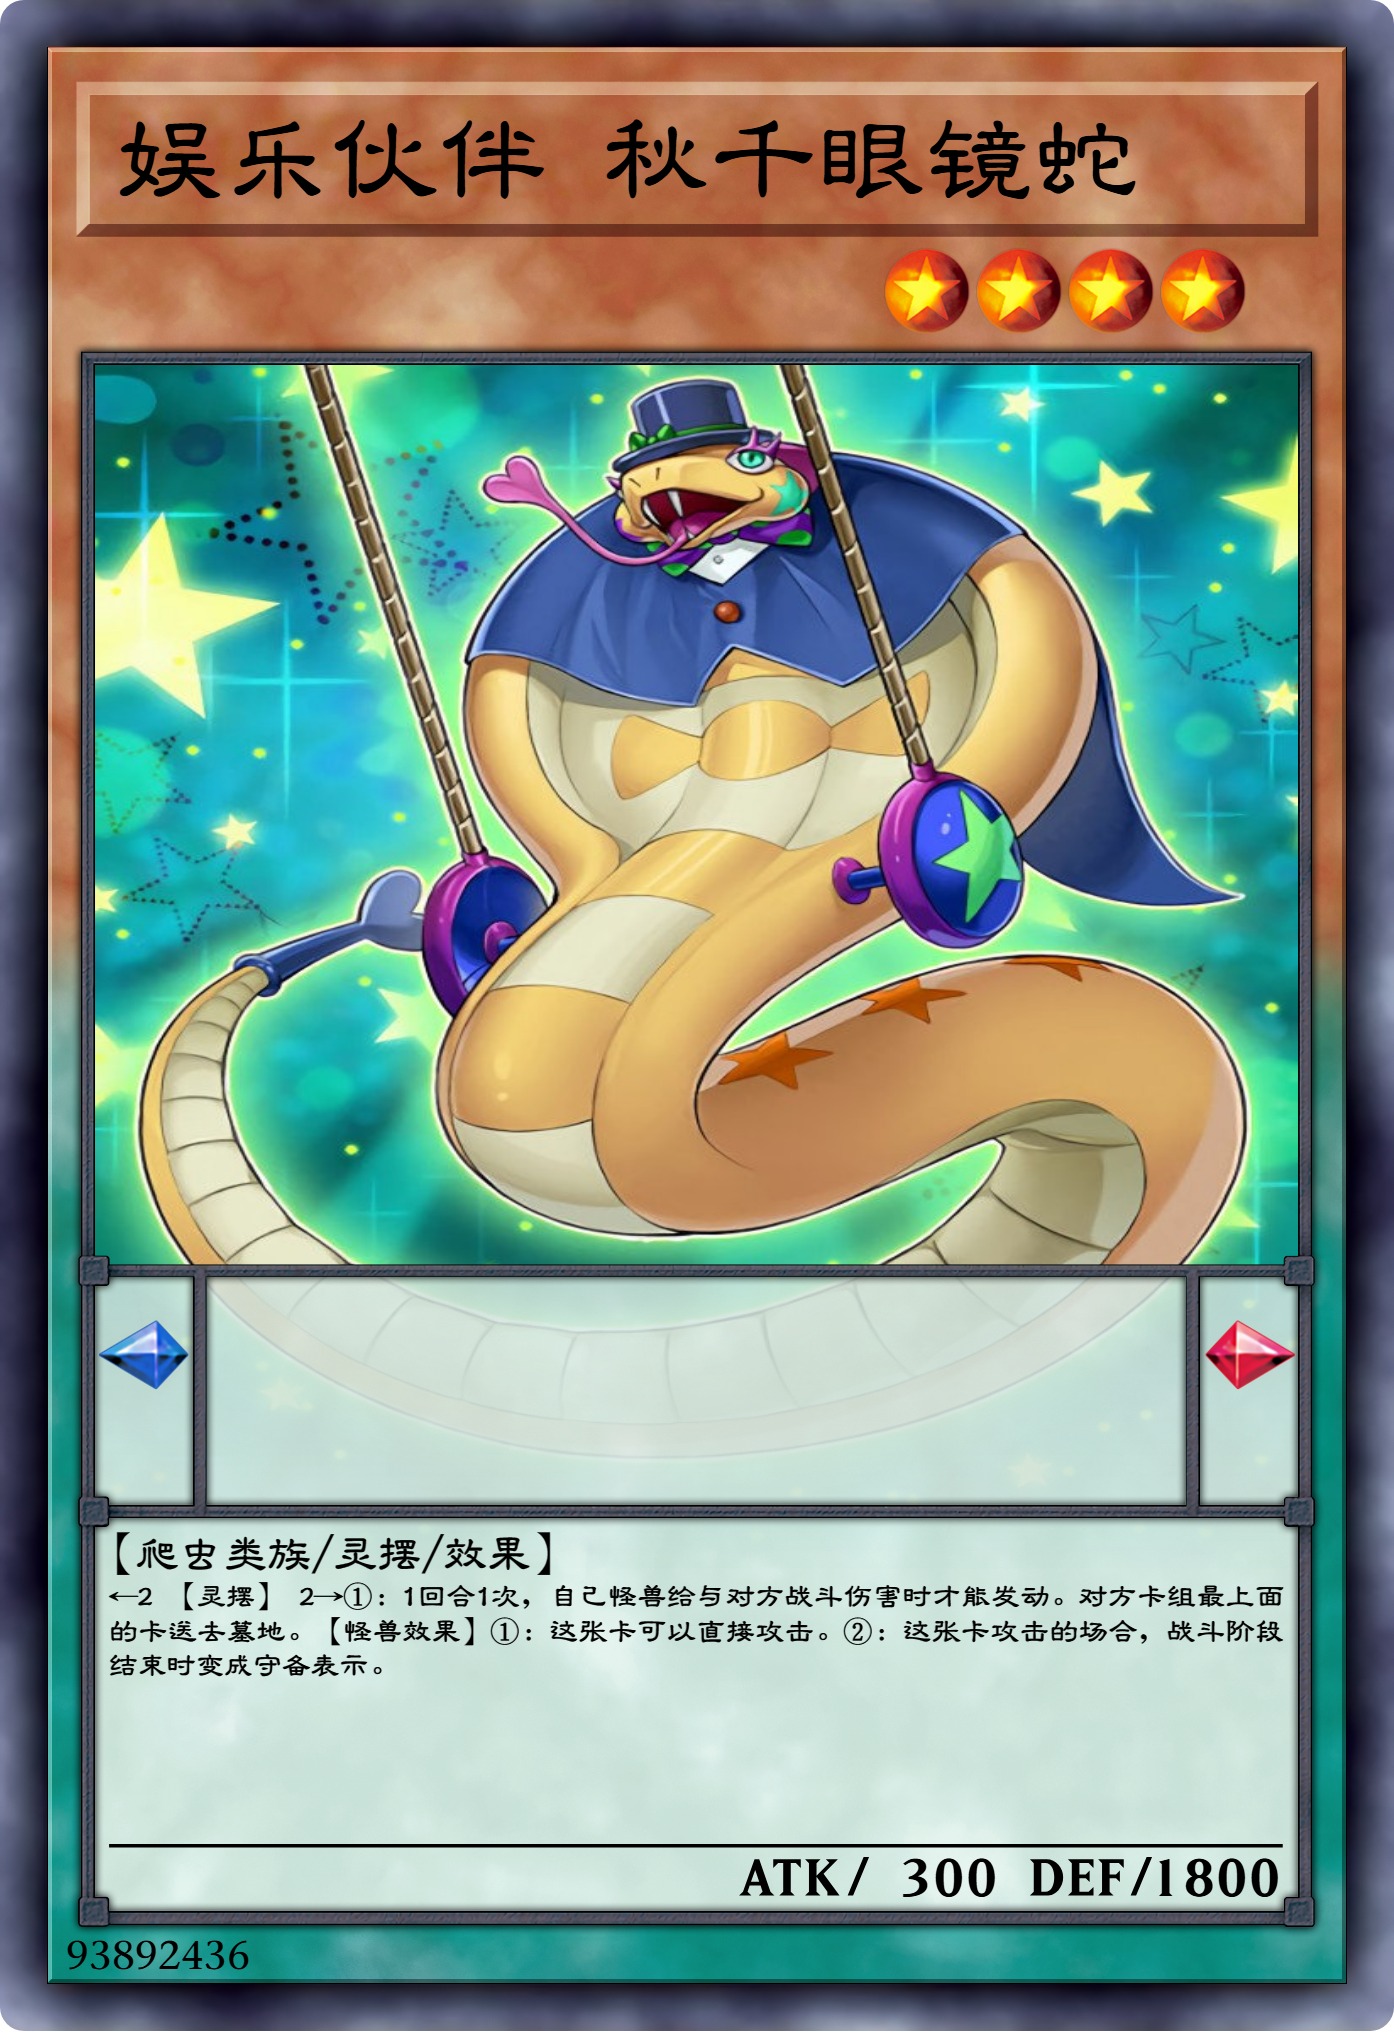 娱乐伙伴 秋千眼镜蛇
【爬虫类族/灵摆/效果】
←2 【灵摆】 2→①：1回合1次，自己怪兽给与对方战斗伤害时才能发动。对方卡组最上面
的卡送去墓地。【怪兽效果】①：这张卡可以直接攻击。②：这张卡攻击的场合，战斗阶段
结束时变成守备表示。
ATK/ 300 DEF/1800
93892436